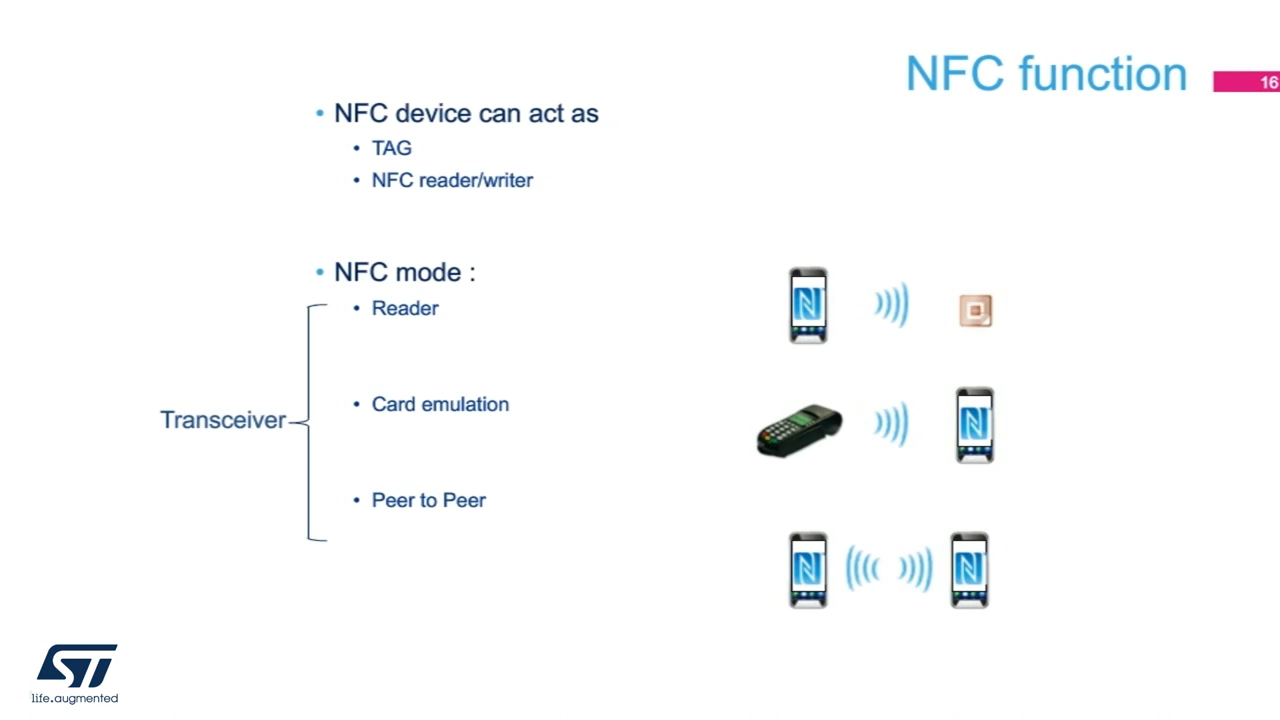 NFC function
16
• NFC device can act as
• TAG
• NFC reader/writer
• NFC mode :
• Reader
Transceiver
• Card emulation
• Peer to Peer
ST
life.augmented